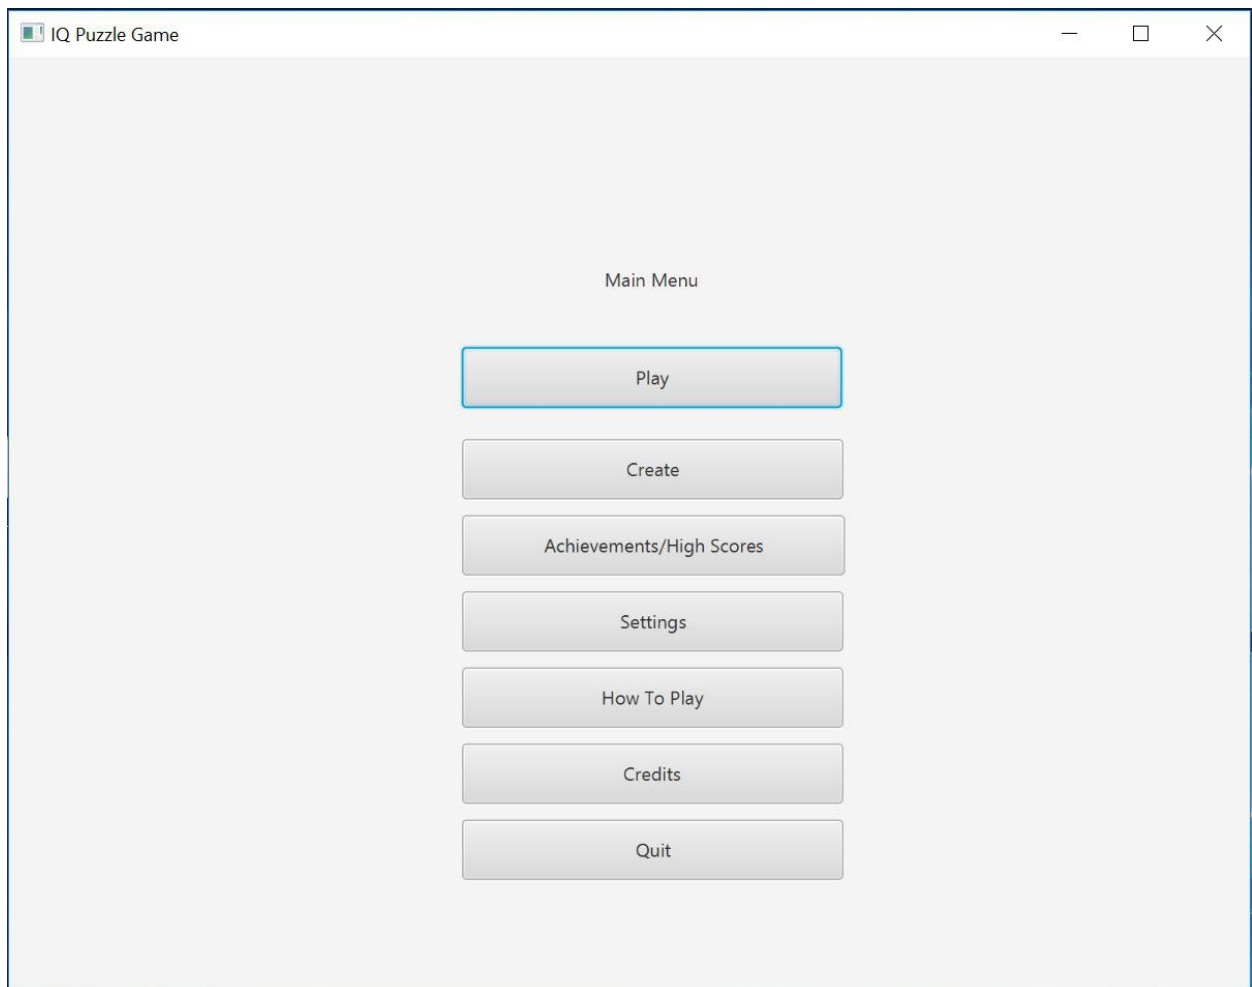 IQ Puzzle Game
Main Menu
Play
Create
Achievements/High Scores
Settings
How To Play
Credits
Quit